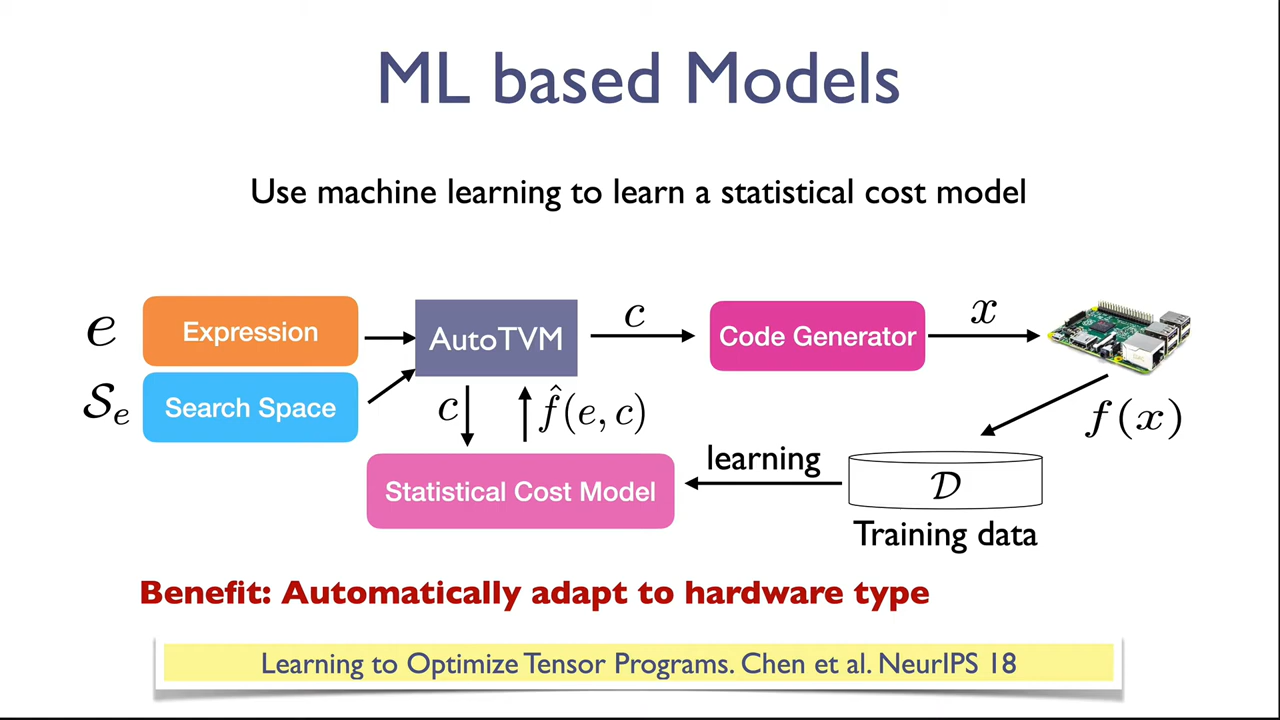 ML based Models
Use machine learning to learn a statistical cost model
e
Expression
AutoTVM
c
Code Generator
x
𝒮ₑ
Search Space
c
f̂(e, c)
f(x)
Statistical Cost Model
learning
𝒟
Training data
Benefit: Automatically adapt to hardware type
Learning to Optimize Tensor Programs. Chen et al. NeurIPS 18